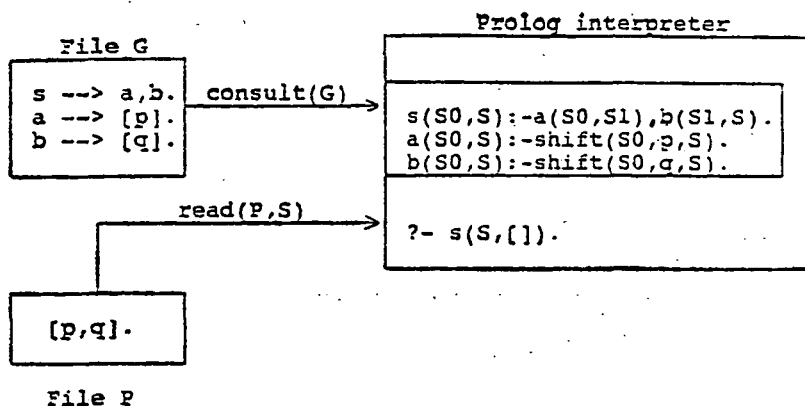 Prolog interpreter
File G
s --> a,b.
a --> [p].
b --> [q].
consult(G)
s(S0,S):-a(S0,S1),b(S1,S).
a(S0,S):-shift(S0,p,S).
b(S0,S):-shift(S0,q,S).
read(P,S)
?- s(S,[]).
[p,q].
File P